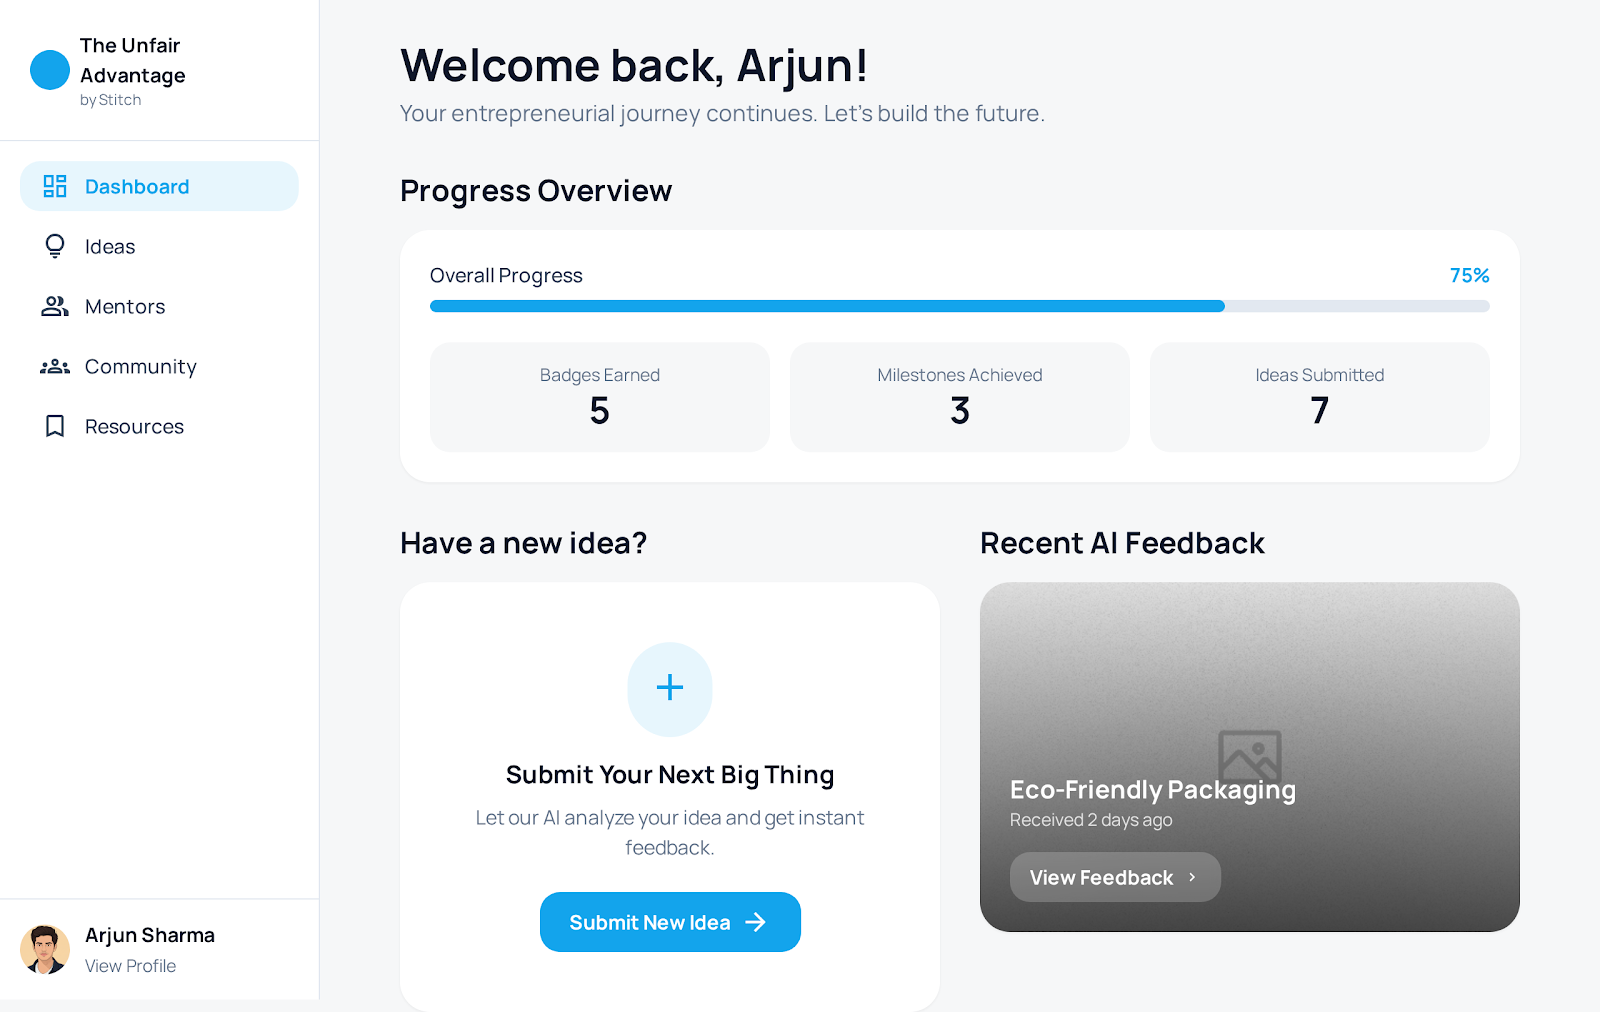 The Unfair
Advantage
by Stitch
Dashboard
Ideas
Mentors
Community
Resources
Arjun Sharma
View Profile
Welcome back, Arjun!
Your entrepreneurial journey continues. Let's build the future.
Progress Overview
Overall Progress
75%
Badges Earned
5
Milestones Achieved
3
Ideas Submitted
7
Have a new idea?
Submit Your Next Big Thing
Let our AI analyze your idea and get instant
feedback.
Submit New Idea
Recent AI Feedback
Eco-Friendly Packaging
Received 2 days ago
View Feedback